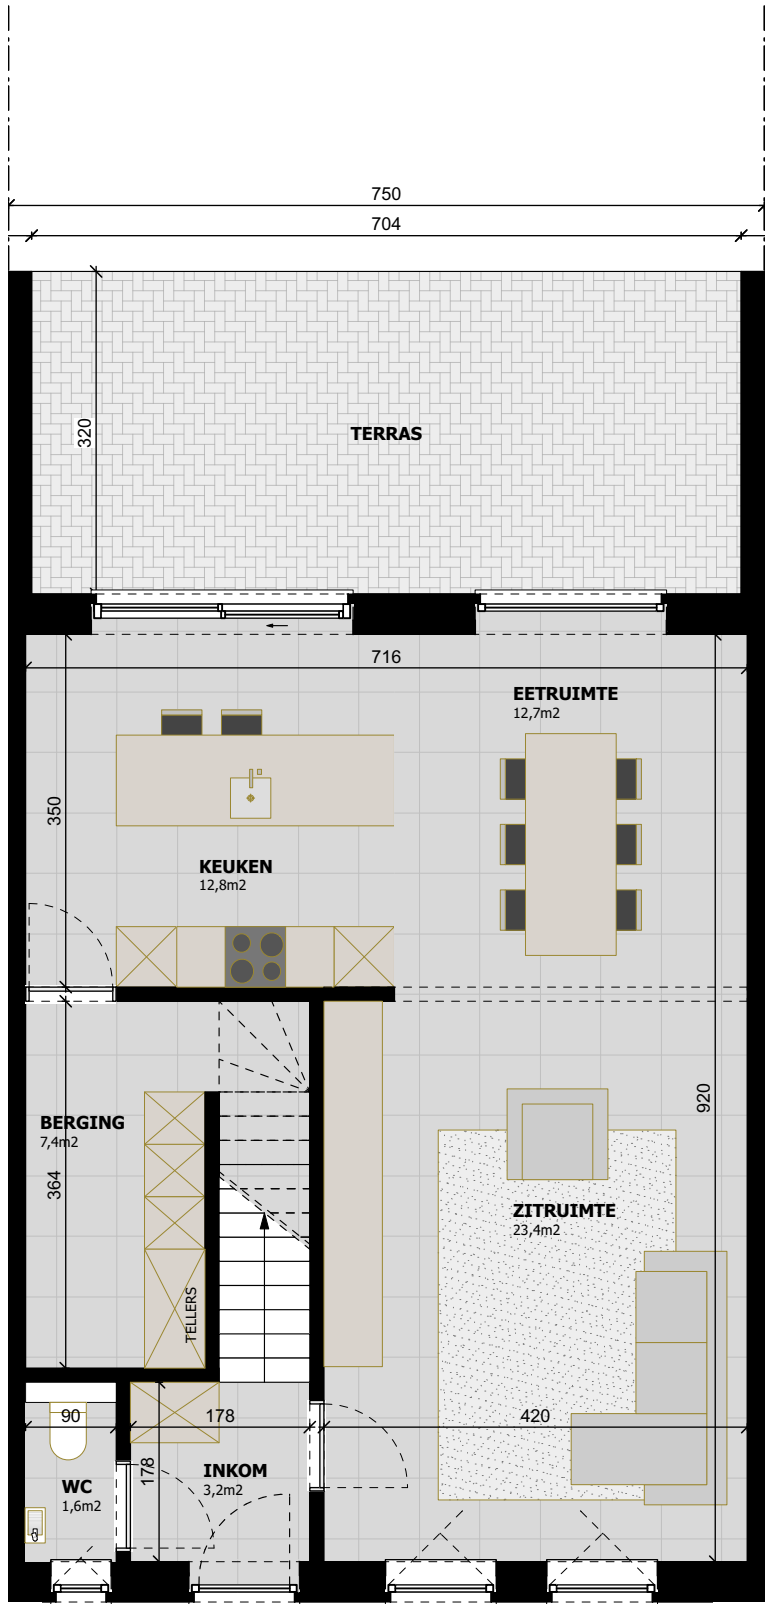 750
704
320
TERRAS
716
EETRUIMTE
12,7m2
350
KEUKEN
12,8m2
BERGING
7,4m2
920
364
ZITRUIMTE
23,4m2
TELLERS
90
178
420
178
INKOM
3,2m2
WC
1,6m2